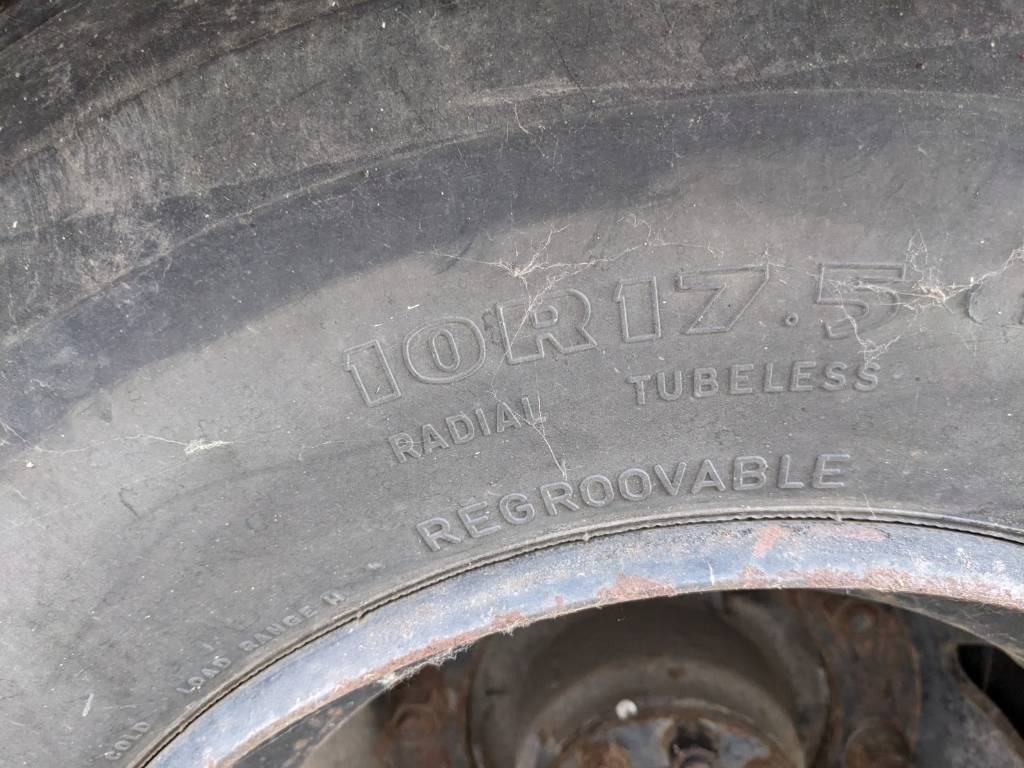 10R17.5
RADIAL TUBELESS
REGROOVABLE
LOAD RANGE H
COLD